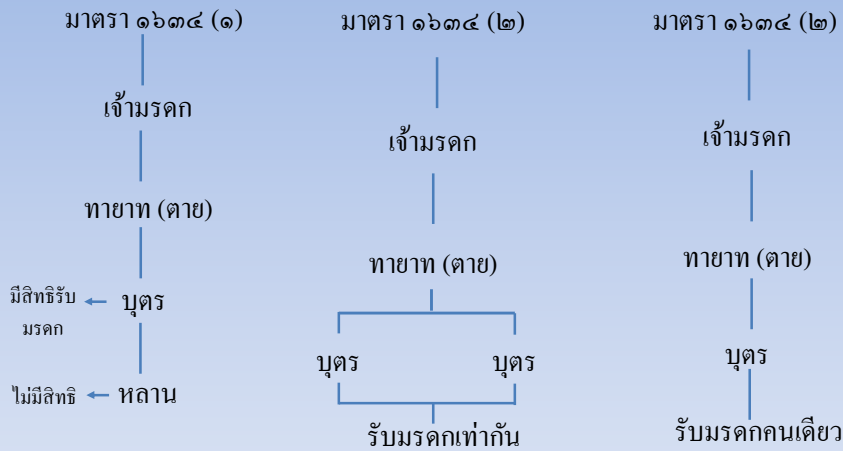 มาตรา ๑๖๓๔ (๑)
เจ้ามรดก
ทายาท (ตาย)
มีสิทธิรับ
มรดก
บุตร
ไม่มีสิทธิ
หลาน
มาตรา ๑๖๓๔ (๒)
เจ้ามรดก
ทายาท (ตาย)
บุตร
บุตร
รับมรดกเท่ากัน
มาตรา ๑๖๓๔ (๒)
เจ้ามรดก
ทายาท (ตาย)
บุตร
รับมรดกคนเดียว